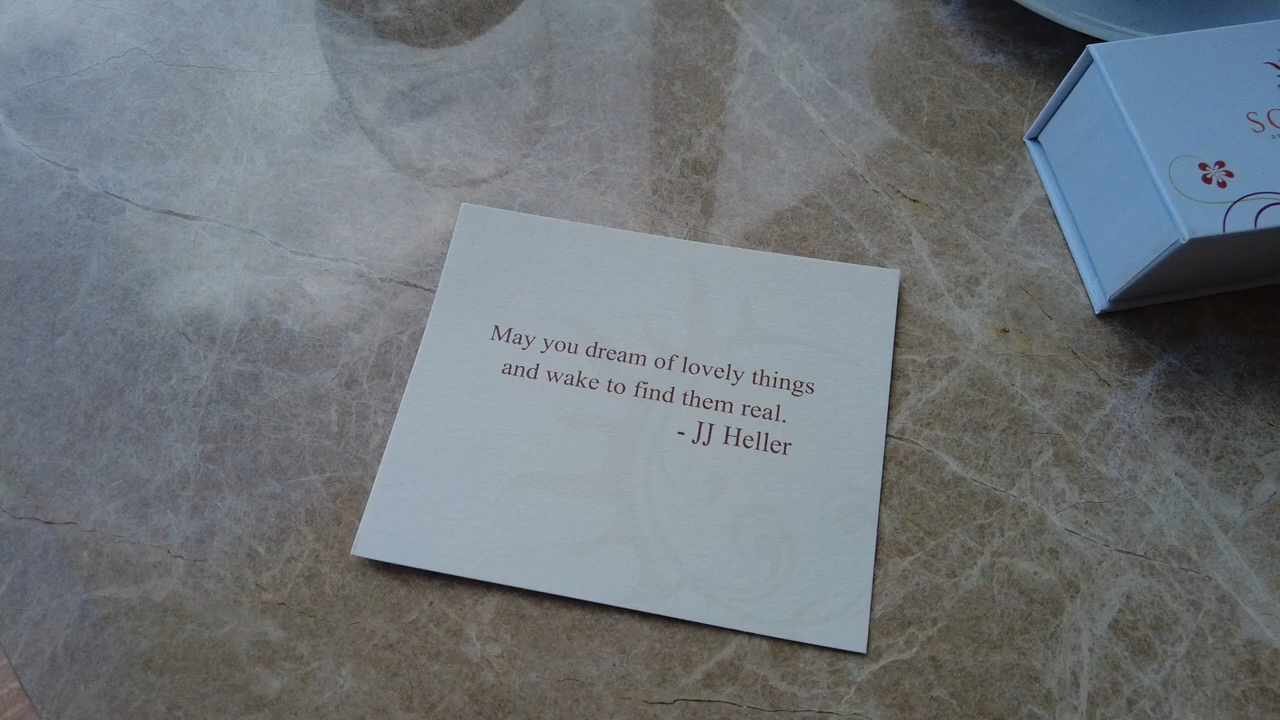 May you dream of lovely things
and wake to find them real.
- JJ Heller